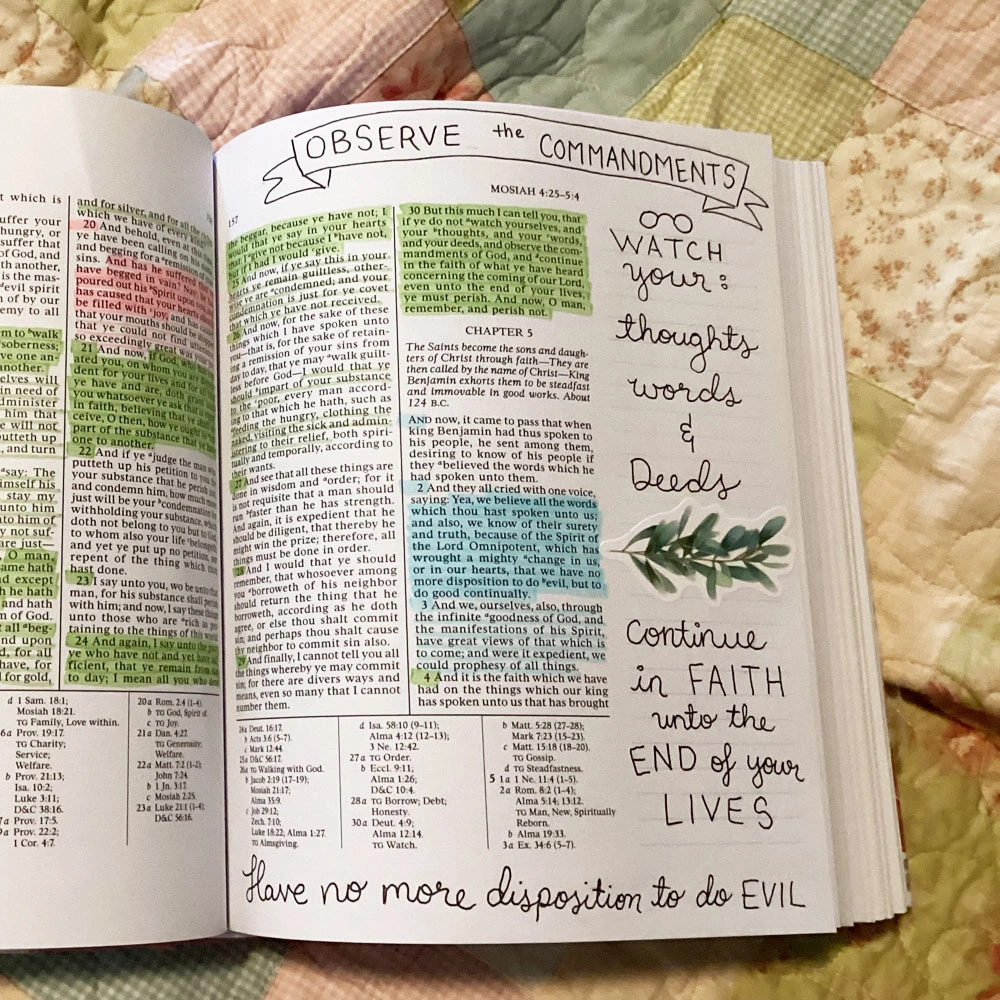 t which is
uffer your
hungry, or
suffer that
of God, and
th another,
is the mas-
evil spirit
n of by our
emy to all
m to walk
soberness;
ve one an-
another.
elves will
in need of
dminister
him that
e will not
utteth up
and turn
say: The
imself his
stay my
unto him
to him of
y not suf-
are just—
O man,
ame hath
d except
h he hath
and hath
m of God.
all beg-
nd upon
for all
have, for
for gold,
and for silver, and for all the
which we have of every
20 And behold, even at this
ye have been calling on his
and begging for a remission of
sins. And has he suffered
have begged in vain? Nay; he
poured out his Spirit upon
has caused that your hearts
be filled with joy, and has
that your mouths should be
that ye could not find
so exceedingly great was your
21 And now, if God, who has
ated you, on whom you are
dent for your lives and for
ye have and are, doth grant
you whatsoever ye ask that is
in faith, believing that ye shall
ceive, O then, how ye ought
part of the substance that ye
one to another.
22 And if ye judge the man
putteth up his petition to you
your substance that he perish
and condemn him, how much
just will be your condemnation
withholding your substance,
doth not belong to you but to
to whom also your life belongeth
and yet ye put up no petition,
repent of the thing which
hast done.
23 I say unto you, wo be unto
man, for his substance shall
with him; and now, I say these
unto those who are rich as
taining to the things of this
24 And again, I say unto the
ye who have not and yet have
ficient, that ye remain from
to day; I mean all you who
d 1 Sam. 18:1;
Mosiah 18:21.
TG Family, Love within.
6a Prov. 19:17.
TG Charity;
Service;
Welfare.
b Prov. 21:13;
Isa. 10:2;
Luke 3:11;
D&C 38:16.
7a Prov. 17:5.
a Prov. 22:2;
1 Cor. 4:7.
20a Rom. 2:4 (1–4).
b TG God, Spirit of.
c TG Joy.
21a Dan. 4:27.
TG Generosity;
Welfare.
22a Matt. 7:2 (1–2);
John 7:24.
b 1 Jn. 3:17.
c Mosiah 2:25.
23a Luke 21:1 (1–4);
D&C 56:16.
OBSERVE the COMMANDMENTS
157
MOSIAH 4:25–5:4
the beggar, because ye have not; I
would that ye say in your hearts
that: I give not because I have not,
but if I had I would give.
25 And now, if ye say this in your
hearts ye remain guiltless, other-
wise ye are condemned; and your
condemnation is just for ye covet
that which ye have not received.
26 And now, for the sake of these
things which I have spoken unto
you—that is, for the sake of retain-
ing a remission of your sins from
day to day, that ye may walk guilt-
less before God—I would that ye
should impart of your substance
to the poor, every man accord-
ing to that which he hath, such as
feeding the hungry, clothing the
naked, visiting the sick and admin-
istering to their relief, both spiri-
tually and temporally, according to
their wants.
27 And see that all these things are
done in wisdom and order; for it
is not requisite that a man should
run faster than he has strength.
And again, it is expedient that he
should be diligent, that thereby he
might win the prize; therefore, all
things must be done in order.
28 And I would that ye should
remember, that whosoever among
you borroweth of his neighbor
should return the thing that he
borroweth, according as he doth
agree, or else thou shalt commit
sin; and perhaps thou shalt cause
thy neighbor to commit sin also.
29 And finally, I cannot tell you all
the things whereby ye may commit
sin; for there are divers ways and
means, even so many that I cannot
number them.
30 But this much I can tell you, that
if ye do not watch yourselves, and
your thoughts, and your words,
and your deeds, and observe the com-
mandments of God, and continue
in the faith of what ye have heard
concerning the coming of our Lord,
even unto the end of your lives,
ye must perish. And now, O man,
remember, and perish not.
CHAPTER 5
The Saints become the sons and daugh-
ters of Christ through faith—They are
then called by the name of Christ—King
Benjamin exhorts them to be steadfast
and immovable in good works. About
124 B.C.
AND now, it came to pass that when
king Benjamin had thus spoken to
his people, he sent among them,
desiring to know of his people if
they believed the words which he
had spoken unto them.
2 And they all cried with one voice,
saying: Yea, we believe all the words
which thou hast spoken unto us;
and also, we know of their surety
and truth, because of the Spirit of
the Lord Omnipotent, which has
wrought a mighty change in us,
or in our hearts, that we have no
more disposition to do evil, but to
do good continually.
3 And we, ourselves, also, through
the infinite goodness of God, and
the manifestations of his Spirit,
have great views of that which is
to come; and were it expedient, we
could prophesy of all things.
4 And it is the faith which we have
had on the things which our king
has spoken unto us that has brought
24a Deut. 16:17.
b Acts 3:6 (5–7).
c Mark 12:44.
25a D&C 56:17.
26a TG Walking with God.
b Jacob 2:19 (17–19);
Mosiah 21:17;
Alma 35:9.
c Job 29:12;
Zech. 7:10;
Luke 18:22; Alma 1:27.
TG Almsgiving.
d Isa. 58:10 (9–11);
Alma 4:12 (12–13);
3 Ne. 12:42.
27a TG Order.
b Eccl. 9:11;
Alma 1:26;
D&C 10:4.
28a TG Borrow; Debt;
Honesty.
30a Deut. 4:9;
Alma 12:14.
TG Watch.
b Matt. 5:28 (27–28);
Mark 7:23 (15–23).
c Matt. 15:18 (18–20).
TG Gossip.
d TG Steadfastness.
5 1a 1 Ne. 11:4 (1–5).
2a Rom. 8:2 (1–4);
Alma 5:14; 13:12.
TG Man, New, Spiritually
Reborn.
b Alma 19:33.
3a Ex. 34:6 (5–7).
WATCH
your:
thoughts
words
&
Deeds
Continue
in FAITH
unto the
END of your
LIVES
Have no more disposition to do EVIL